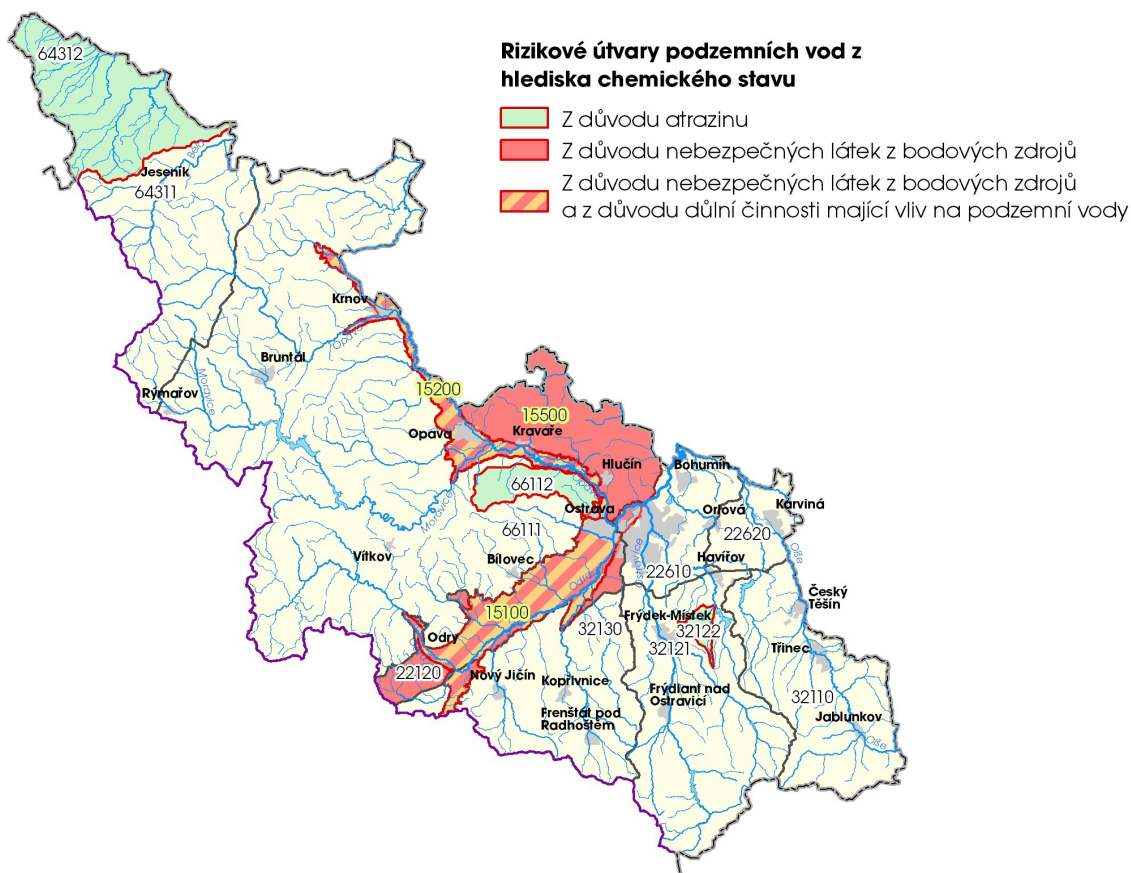 Rizikové útvary podzemních vod z
hlediska chemického stavu
Z důvodu atrazinu
Z důvodu nebezpečných látek z bodových zdrojů
Z důvodu nebezpečných látek z bodových zdrojů
a z důvodu důlní činnosti mající vliv na podzemní vody
64312
Jeseník
64311
Krnov
Opava
Bruntál
Moravice
Rýmařov
15200
15500
Kravaře
Opava
Hlučín
Bohumín
66112
Moravice
Ostrava
Orlová
Karviná
66111
22620
Vítkov
Bílovec
Ostravice
Havířov
Olše
Odra
22610
Český
Těšín
15100
Frýdek-Místek
32130
32122
Odry
32121
Třinec
22120
Nový Jičín
Kopřivnice
Frýdlant nad
Ostravicí
32110
Frenštát pod
Radhoštěm
Jablunkov
Olše